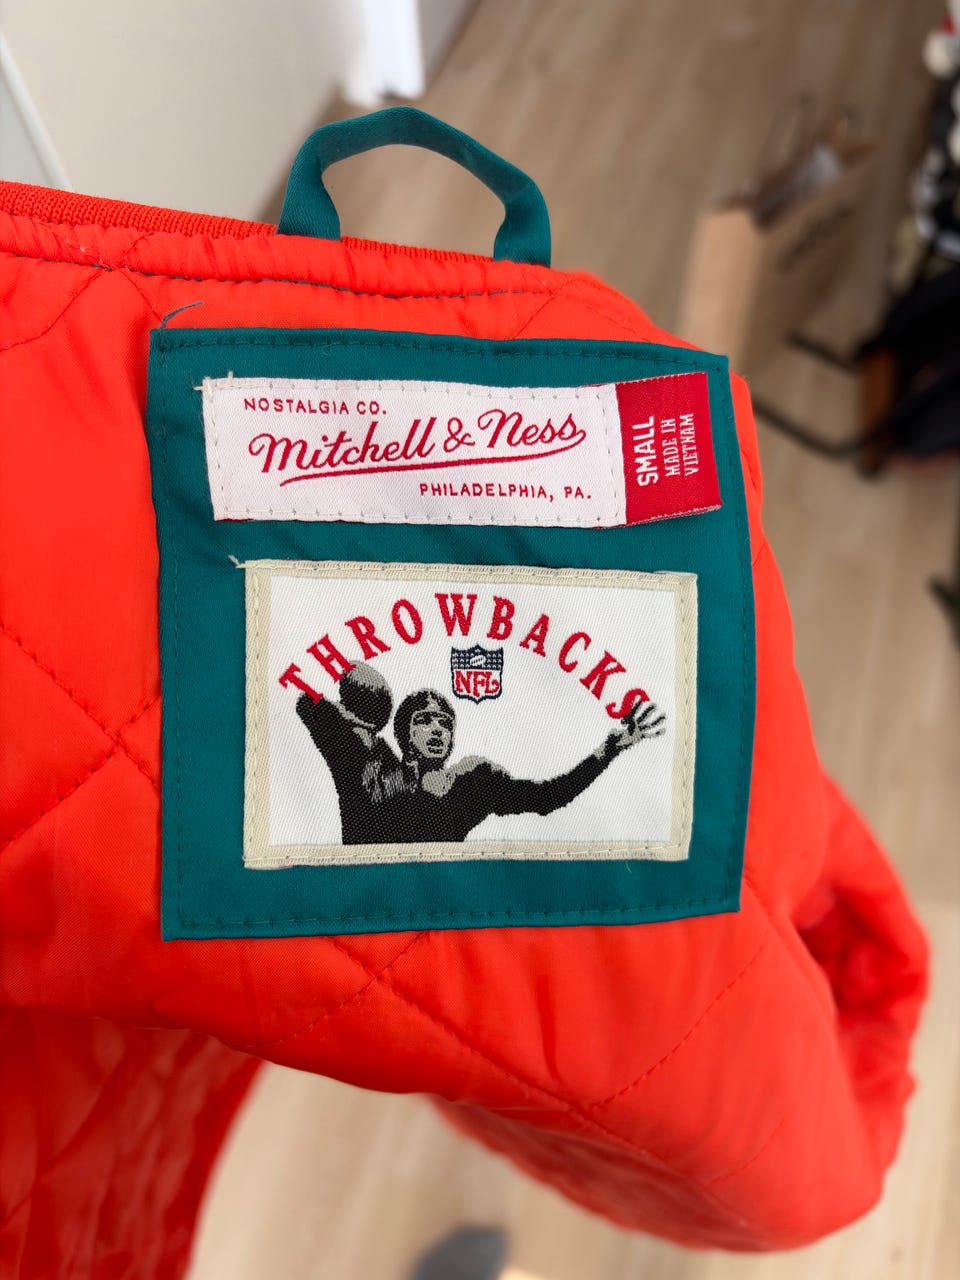 NOSTALGIA CO.
Mitchell & Ness
PHILADELPHIA, PA.
SMALL
MADE IN
VIETNAM
THROWBACKS
NFL